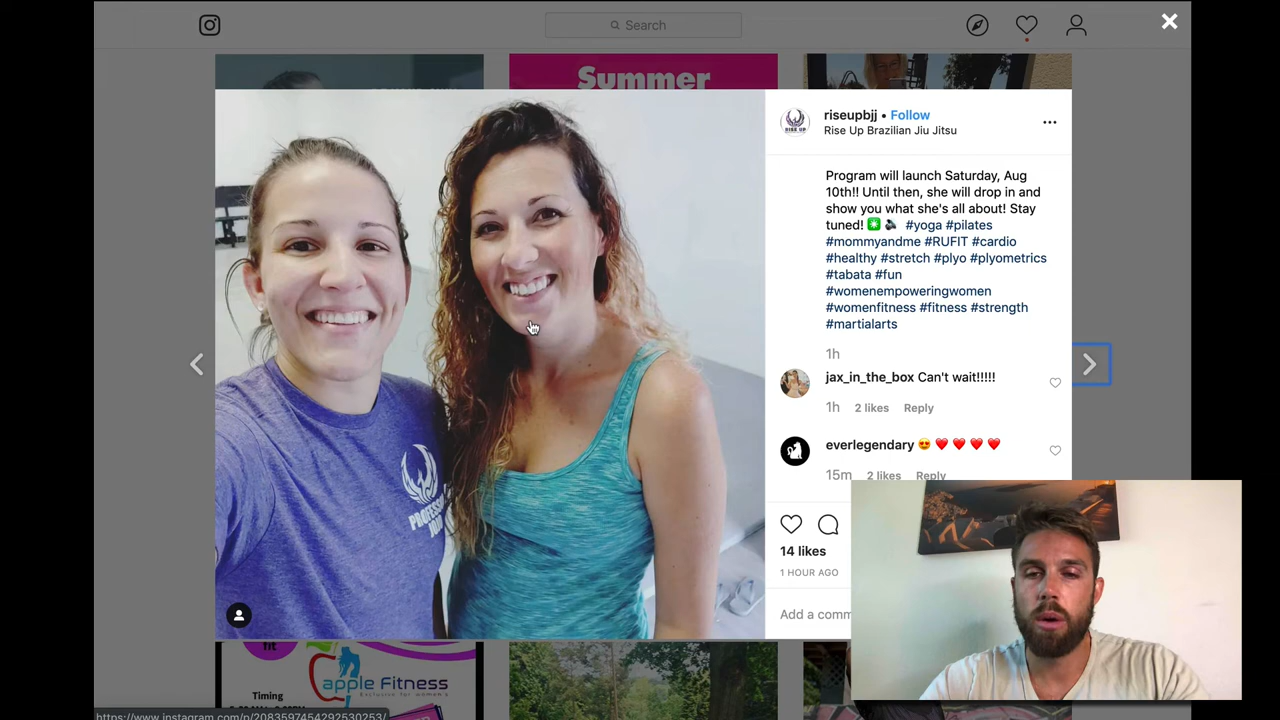 Search
Summer
riseupbjj • Follow
Rise Up Brazilian Jiu Jitsu
RISE UP
Program will launch Saturday, Aug
10th!! Until then, she will drop in and
show you what she's all about! Stay
tuned! #yoga #pilates
#mommyandme #RUFIT #cardio
#healthy #stretch #plyo #plyometrics
#tabata #fun
#womenempoweringwomen
#womenfitness #fitness #strength
#martialarts
1h
jax_in_the_box Can't wait!!!!!
1h 2 likes Reply
everlegendary 😍 ❤️ ❤️ ❤️ ❤️
15m 2 likes Reply
14 likes
1 HOUR AGO
Add a comm
fit
apple Fitness
Exclusive for women's
Timing
https://www.instagram.com/p/2083597454292530253/